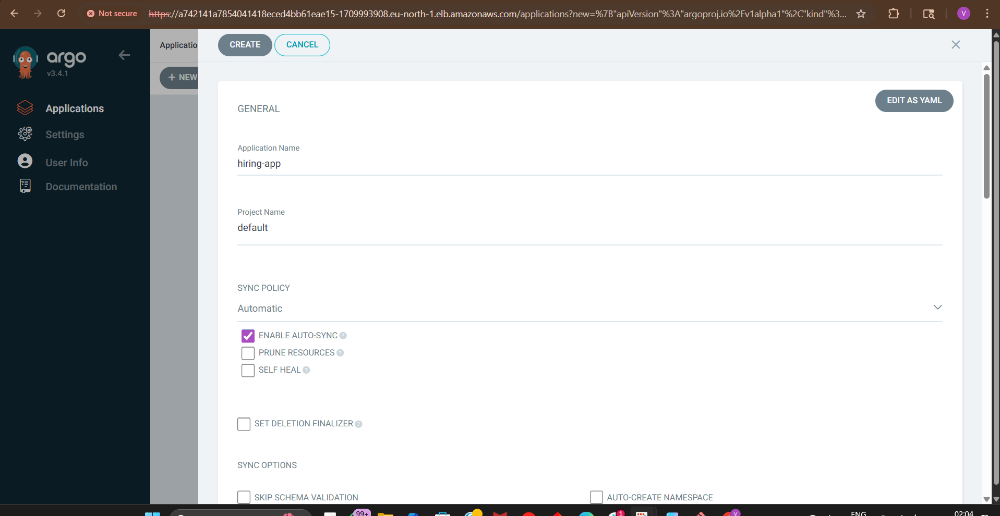 Not secure
https://a742141a7854041418eced4bb61eae15-1709993908.eu-north-1.elb.amazonaws.com/applications?new=%7B"apiVersion"%3A"argoproj.io%2Fv1alpha1"%2C"kind"%3...
V
argo
v3.4.1
Applications
Settings
User Info
Documentation
Applicatio
+ NEW
CREATE
CANCEL
EDIT AS YAML
GENERAL
Application Name
hiring-app
Project Name
default
SYNC POLICY
Automatic
ENABLE AUTO-SYNC ?
PRUNE RESOURCES ?
SELF HEAL ?
SET DELETION FINALIZER ?
SYNC OPTIONS
SKIP SCHEMA VALIDATION
AUTO-CREATE NAMESPACE
99+
1
V
ENG
02:04